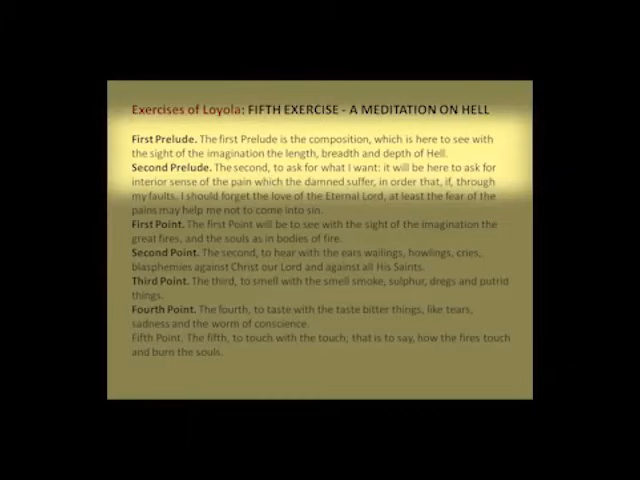 Exercises of Loyola: FIFTH EXERCISE - A MEDITATION ON HELL
First Prelude. The first Prelude is the composition, which is here to see with
the sight of the imagination the length, breadth and depth of Hell.
Second Prelude. The second, to ask for what I want: it will be here to ask for
interior sense of the pain which the damned suffer, in order that, if, through
my faults, I should forget the love of the Eternal Lord, at least the fear of the
pains may help me not to come into sin.
First Point. The first Point will be to see with the sight of the imagination the
great fires, and the souls as in bodies of fire.
Second Point. The second, to hear with the ears wailings, howlings, cries,
blasphemies against Christ our Lord and against all His Saints.
Third Point. The third, to smell with the smell smoke, sulphur, dregs and putrid
things.
Fourth Point. The fourth, to taste with the taste bitter things, like tears,
sadness and the worm of conscience.
Fifth Point. The fifth, to touch with the touch; that is to say, how the fires touch
and burn the souls.